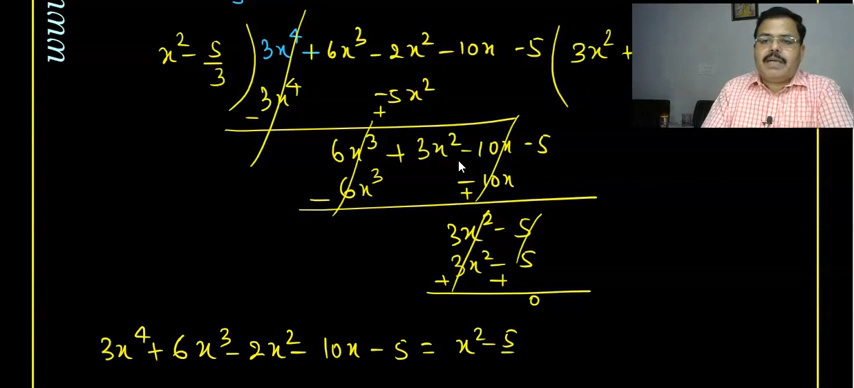 www
x² - 5/3 ) 3x⁴ + 6x³ - 2x² - 10x - 5 ( 3x² +
- 3x⁴ -+ 5x²
6x³ + 3x² - 10x - 5
- 6x³ -+ 10x
3x² - 5
3x² - 5
+ +
0
3x⁴ + 6x³ - 2x² - 10x - 5 = x² - 5